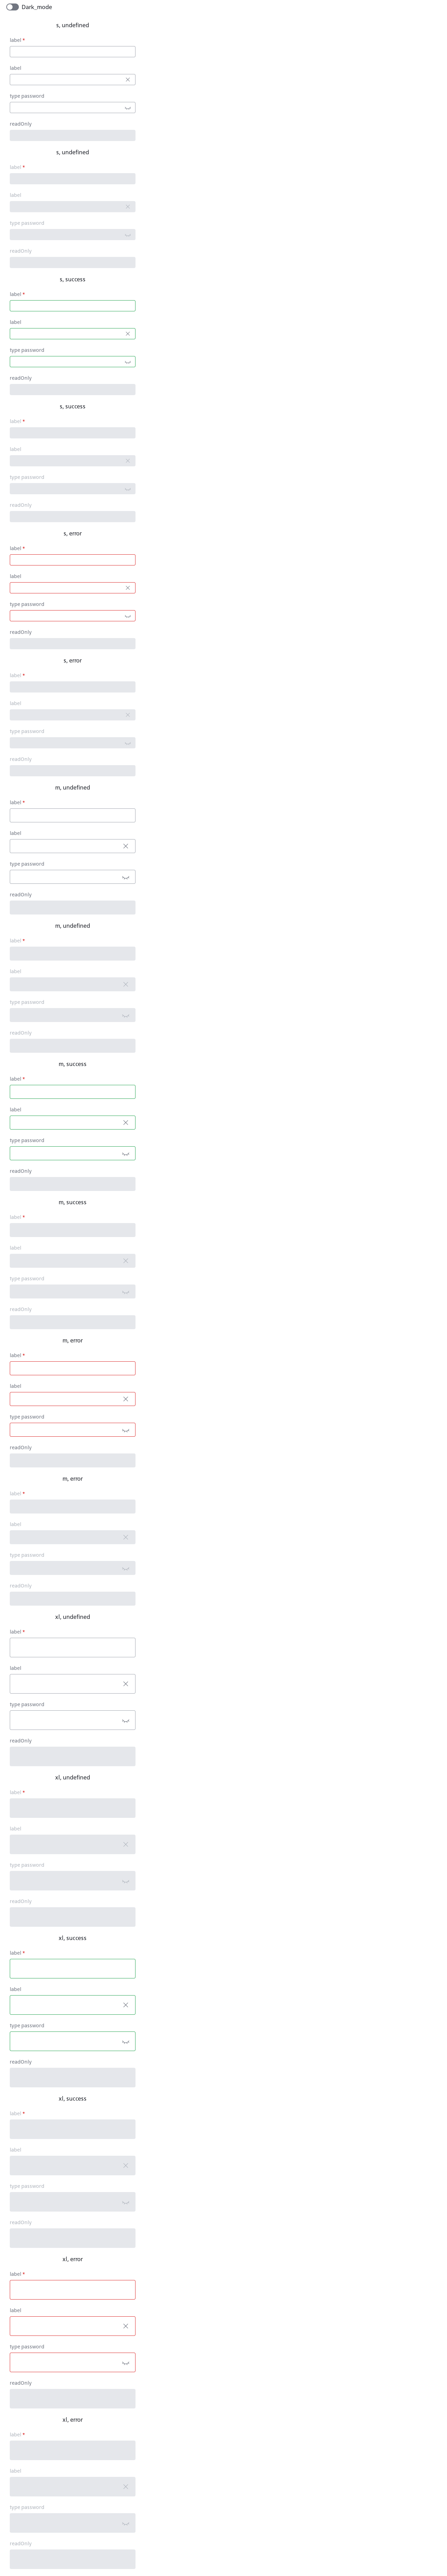 Dark_mode
s, undefined
label *
label
type password
readOnly
s, undefined
label *
label
type password
readOnly
s, success
label *
label
type password
readOnly
s, success
label *
label
type password
readOnly
s, error
label *
label
type password
readOnly
s, error
label *
label
type password
readOnly
m, undefined
label *
label
type password
readOnly
m, undefined
label *
label
type password
readOnly
m, success
label *
label
type password
readOnly
m, success
label *
label
type password
readOnly
m, error
label *
label
type password
readOnly
m, error
label *
label
type password
readOnly
xl, undefined
label *
label
type password
readOnly
xl, undefined
label *
label
type password
readOnly
xl, success
label *
label
type password
readOnly
xl, success
label *
label
type password
readOnly
xl, error
label *
label
type password
readOnly
xl, error
label *
label
type password
readOnly